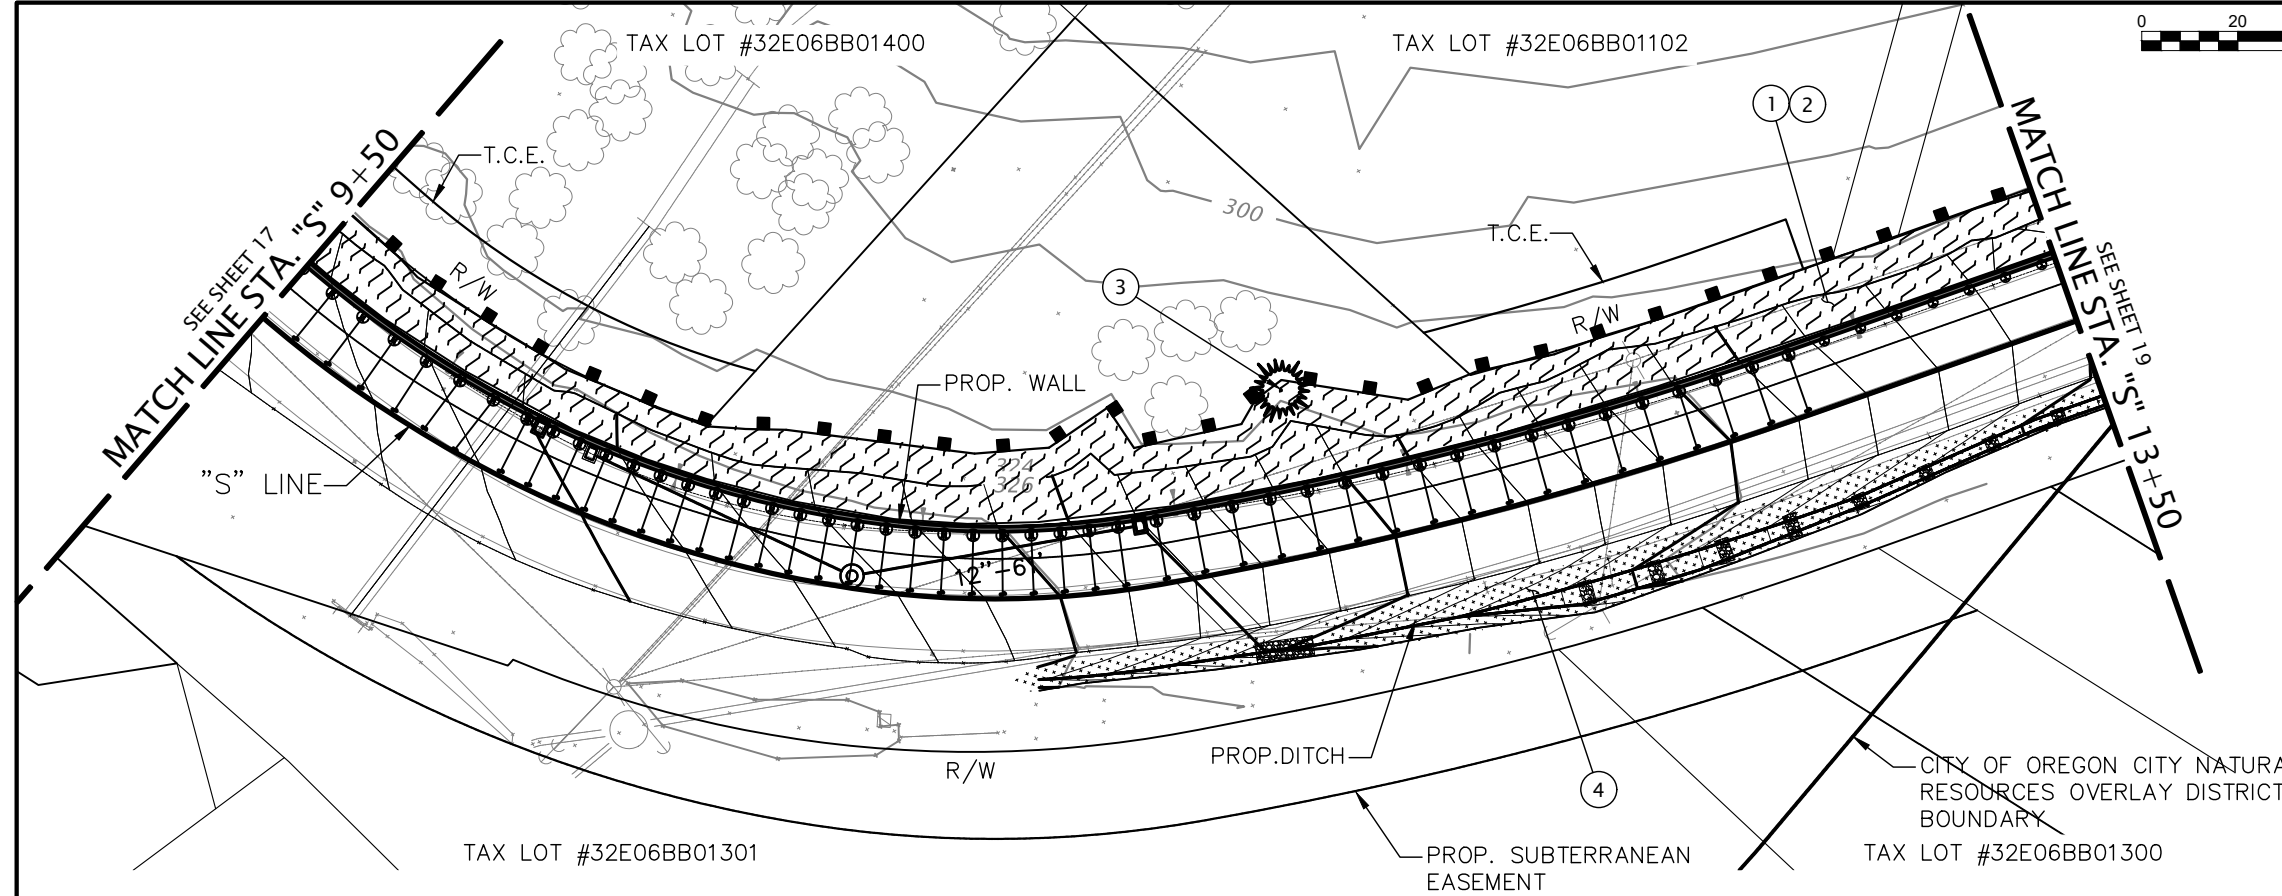 TAX LOT #32E06BB01400
TAX LOT #32E06BB01102
0 20
1 2
T.C.E.
300
T.C.E.
SEE SHEET 17
MATCH LINE STA. "S" 9+50
R/W
3
R/W
MATCH LINE STA. "S" 13+50
SEE SHEET 19
PROP. WALL
324
326
"S" LINE
12"-6'
R/W
PROP.DITCH
4
CITY OF OREGON CITY NATURA
RESOURCES OVERLAY DISTRICT
BOUNDARY
TAX LOT #32E06BB01301
PROP. SUBTERRANEAN
EASEMENT
TAX LOT #32E06BB01300